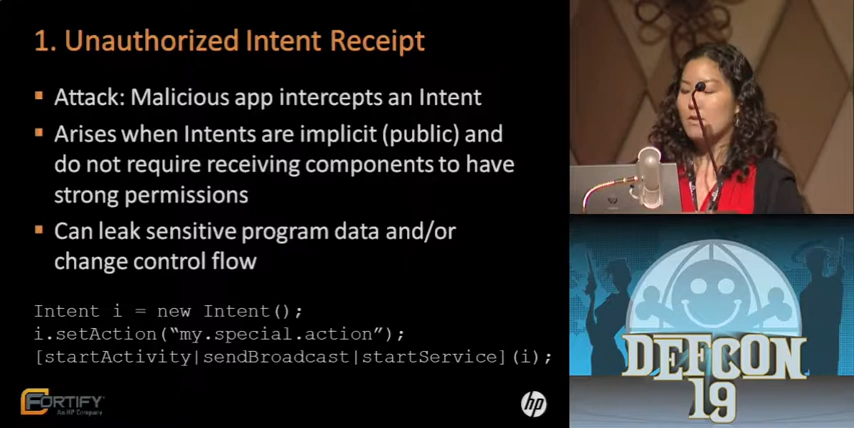 1. Unauthorized Intent Receipt
Attack: Malicious app intercepts an Intent
Arises when Intents are implicit (public) and
do not require receiving components to have
strong permissions
Can leak sensitive program data and/or
change control flow
Intent i = new Intent();
i.setAction(“my.special.action”);
[startActivity|sendBroadcast|startService](i);
FORTIFY
An HP Company
hp
DEFCON
19